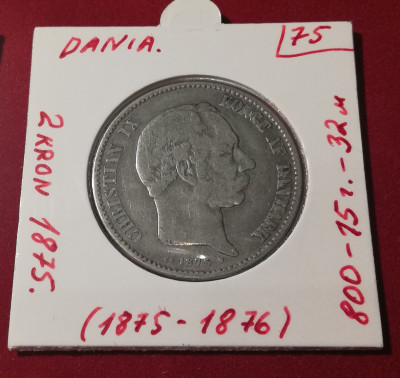 DANIA.
75
2 KRON 1875.
CHRISTIAN IX KONGE AF DANMARK
(1875-1876)
800-15г.-32м